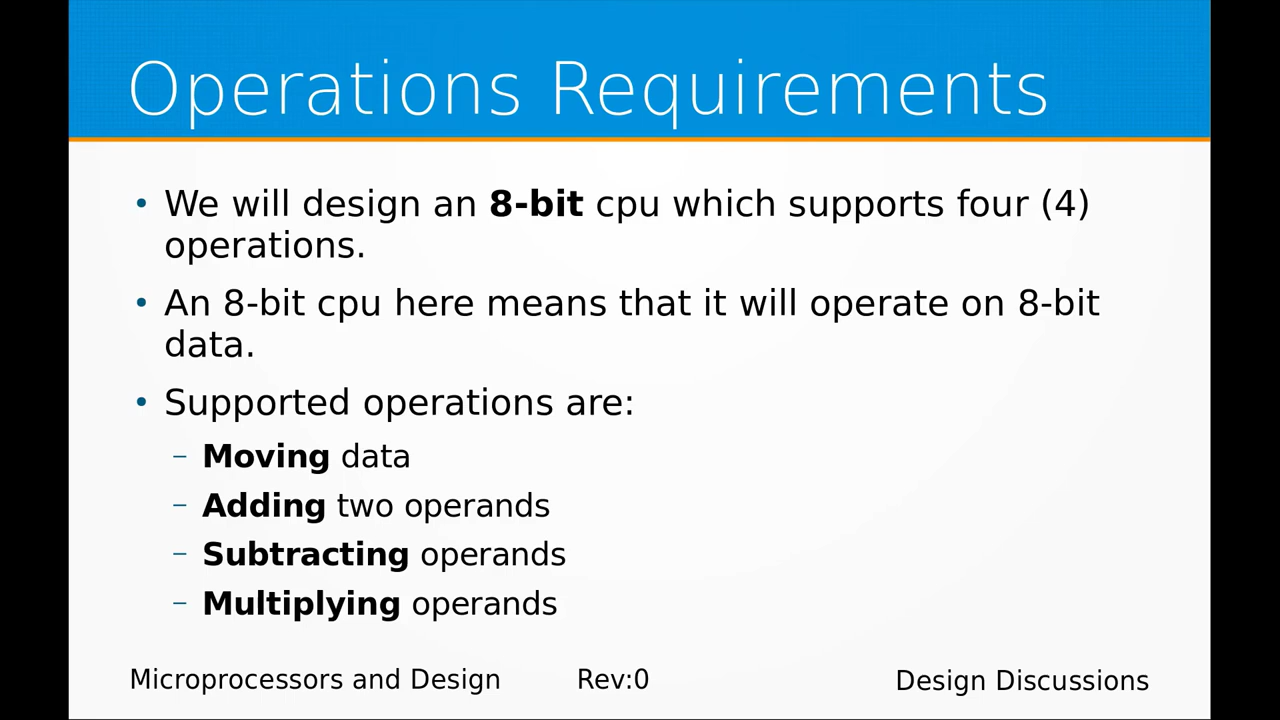 Operations Requirements
• We will design an 8-bit cpu which supports four (4)
operations.
• An 8-bit cpu here means that it will operate on 8-bit
data.
• Supported operations are:
– Moving data
– Adding two operands
– Subtracting operands
– Multiplying operands
Microprocessors and Design Rev:0 Design Discussions